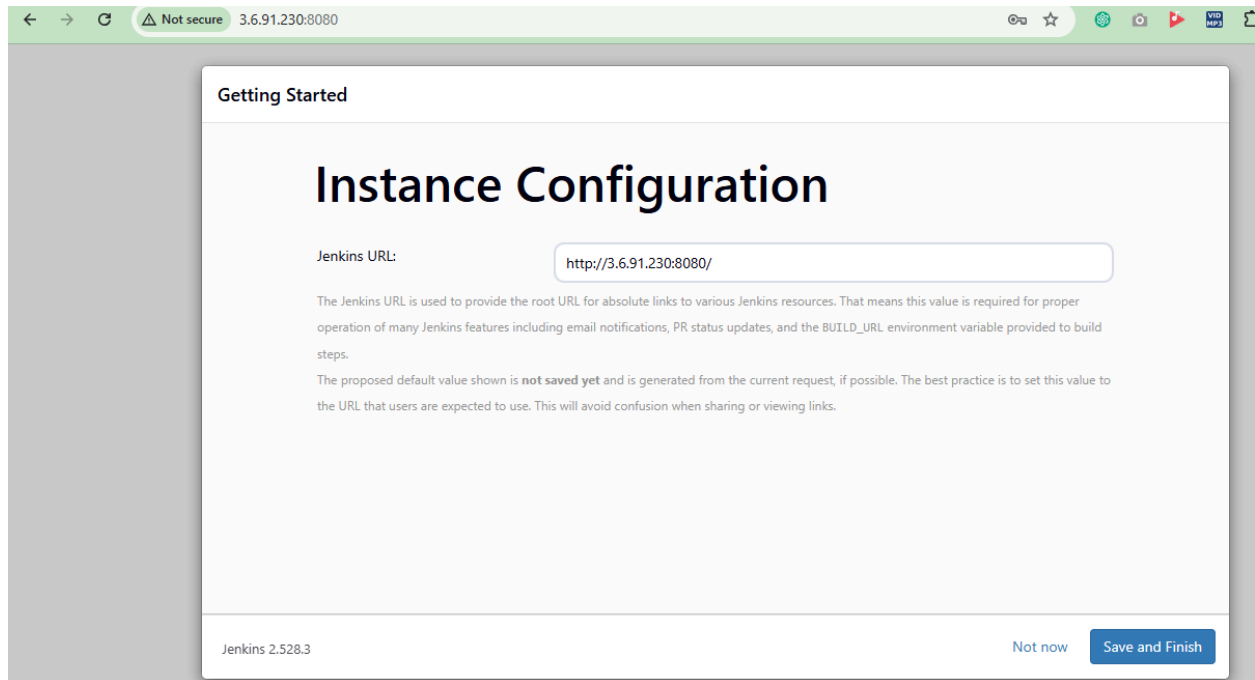 Not secure 3.6.91.230:8080
VID
MP3
Getting Started
Instance Configuration
Jenkins URL:
http://3.6.91.230:8080/
The Jenkins URL is used to provide the root URL for absolute links to various Jenkins resources. That means this value is required for proper
operation of many Jenkins features including email notifications, PR status updates, and the BUILD_URL environment variable provided to build
steps.
The proposed default value shown is not saved yet and is generated from the current request, if possible. The best practice is to set this value to
the URL that users are expected to use. This will avoid confusion when sharing or viewing links.
Jenkins 2.528.3
Not now
Save and Finish